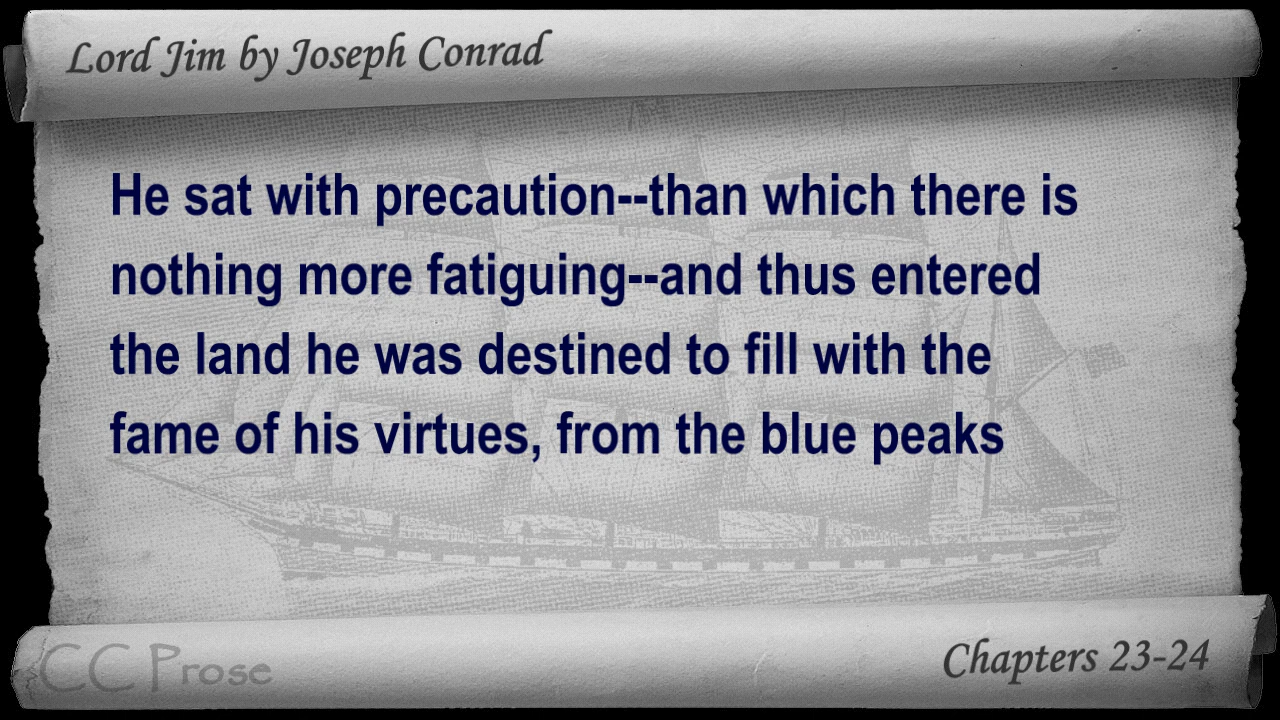 Lord Jim by Joseph Conrad
He sat with precaution--than which there is
nothing more fatiguing--and thus entered
the land he was destined to fill with the
fame of his virtues, from the blue peaks
CC Prose
Chapters 23-24